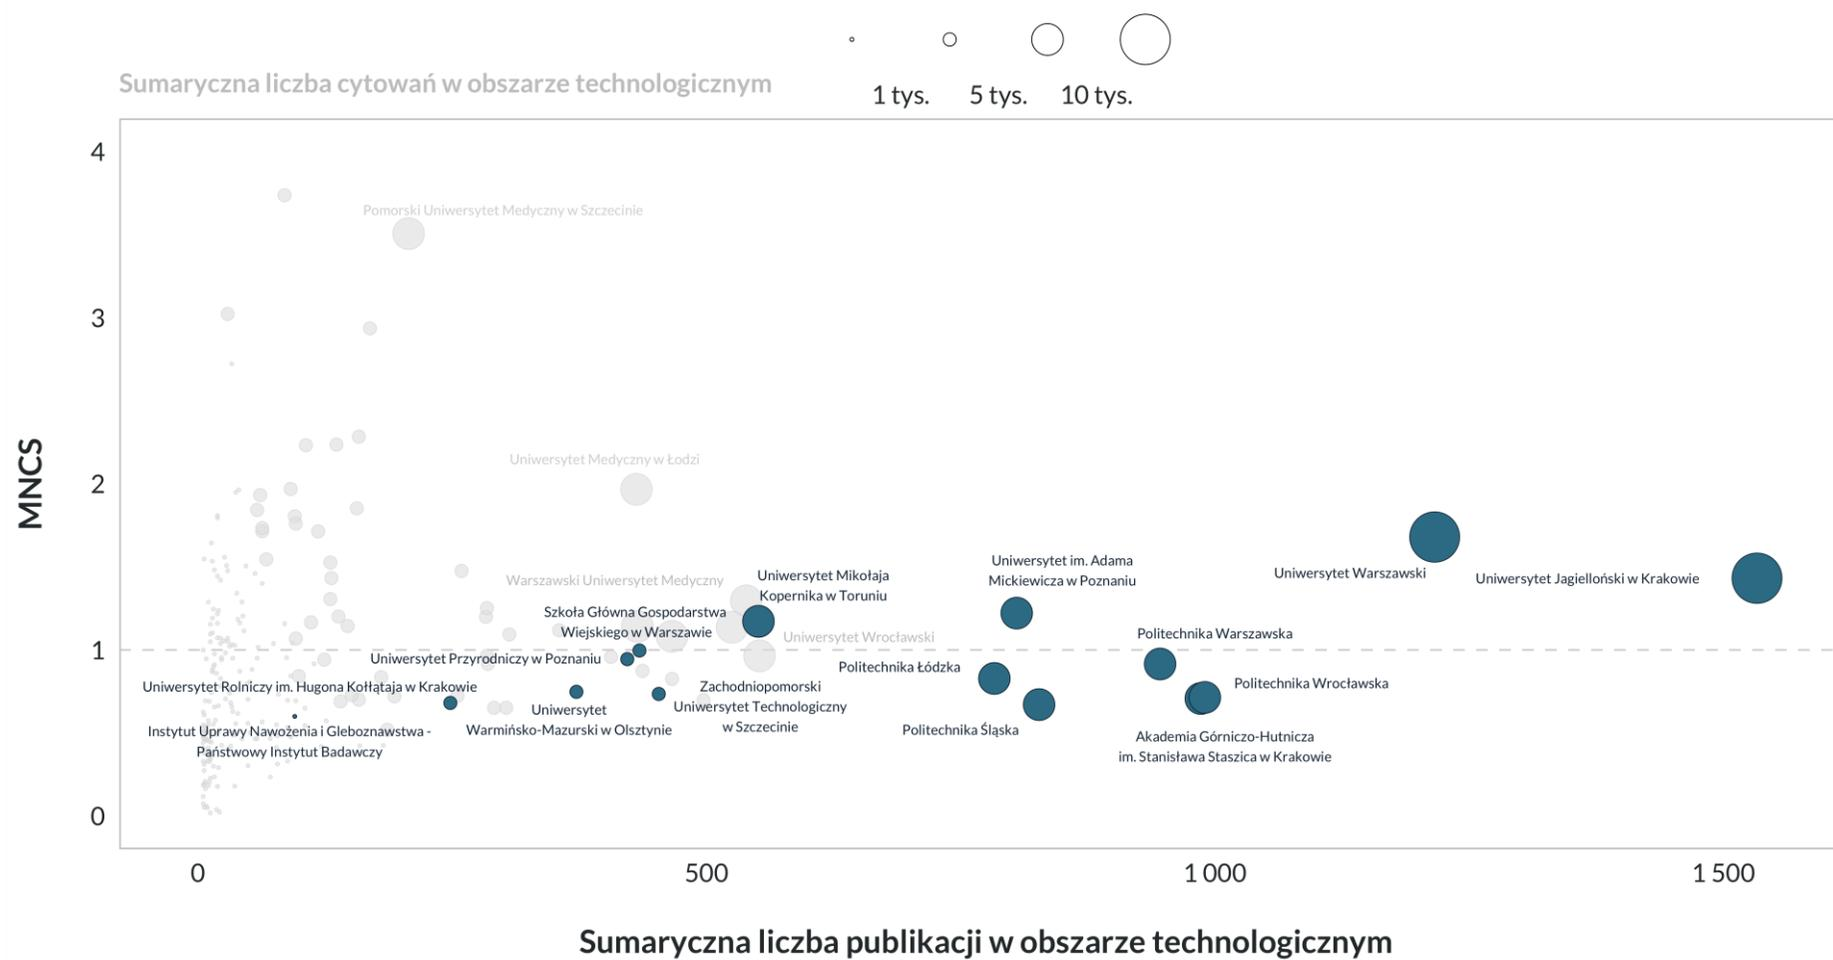 Sumaryczna liczba cytowań w obszarze technologicznym
1 tys. 5 tys. 10 tys.
4
Pomorski Uniwersytet Medyczny w Szczecinie
3
MNCS
2
Uniwersytet Medyczny w Łodzi
Uniwersytet im. Adama
Mickiewicza w Poznaniu
Uniwersytet Warszawski
Uniwersytet Jagielloński w Krakowie
Warszawski Uniwersytet Medyczny
Uniwersytet Mikołaja
Kopernika w Toruniu
Szkoła Główna Gospodarstwa
Wiejskiego w Warszawie
Uniwersytet Wrocławski
Politechnika Warszawska
1
Uniwersytet Przyrodniczy w Poznaniu
Politechnika Łódzka
Uniwersytet Rolniczy im. Hugona Kołłątaja w Krakowie
Zachodniopomorski
Uniwersytet Technologiczny
w Szczecinie
Politechnika Wrocławska
Uniwersytet
Warmińsko-Mazurski w Olsztynie
Politechnika Śląska
Instytut Uprawy Nawożenia i Gleboznawstwa -
Państwowy Instytut Badawczy
Akademia Górniczo-Hutnicza
im. Stanisława Staszica w Krakowie
0
0 500 1 000 1 500
Sumaryczna liczba publikacji w obszarze technologicznym